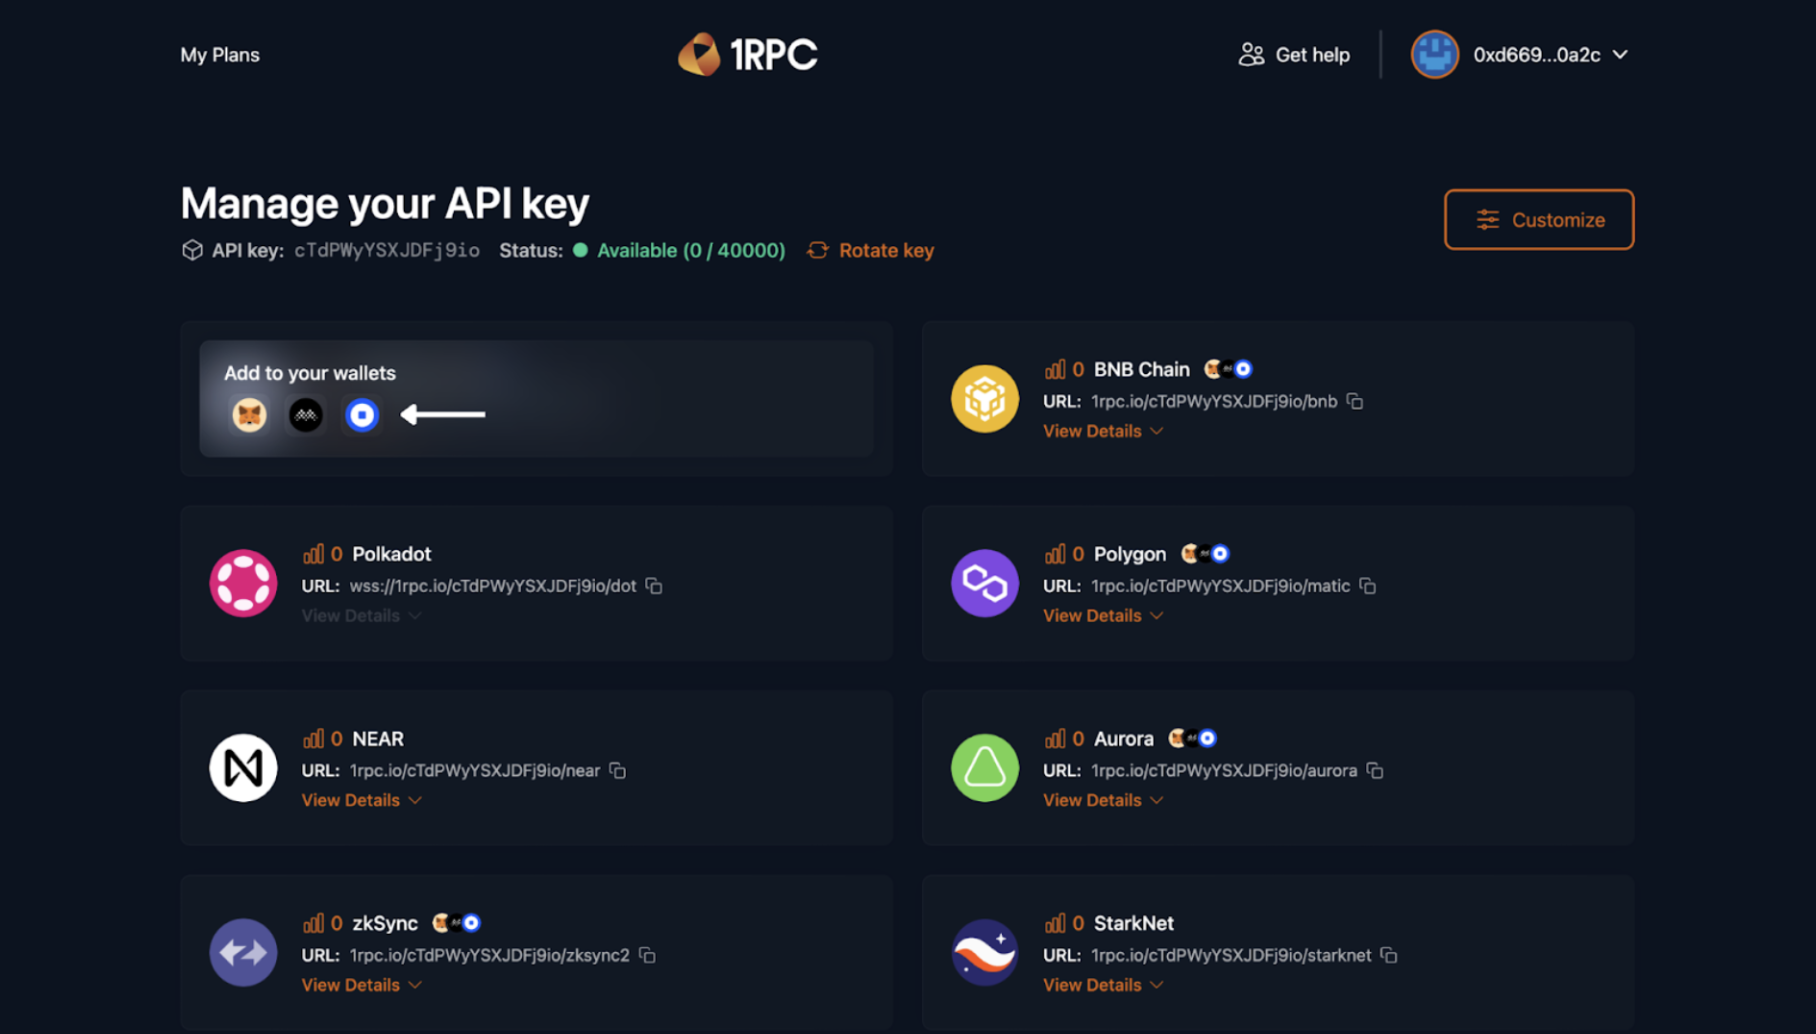 My Plans
1RPC
Get help
0xd669...0a2c
Manage your API key
API key: cTdPWyYSXJDFj9io Status: Available (0 / 40000) Rotate key
Customize
Add to your wallets
0 BNB Chain
URL: 1rpc.io/cTdPWyYSXJDFj9io/bnb
View Details
0 Polkadot
URL: wss://1rpc.io/cTdPWyYSXJDFj9io/dot
View Details
0 Polygon
URL: 1rpc.io/cTdPWyYSXJDFj9io/matic
View Details
0 NEAR
URL: 1rpc.io/cTdPWyYSXJDFj9io/near
View Details
0 Aurora
URL: 1rpc.io/cTdPWyYSXJDFj9io/aurora
View Details
0 zkSync
URL: 1rpc.io/cTdPWyYSXJDFj9io/zksync2
View Details
0 StarkNet
URL: 1rpc.io/cTdPWyYSXJDFj9io/starknet
View Details